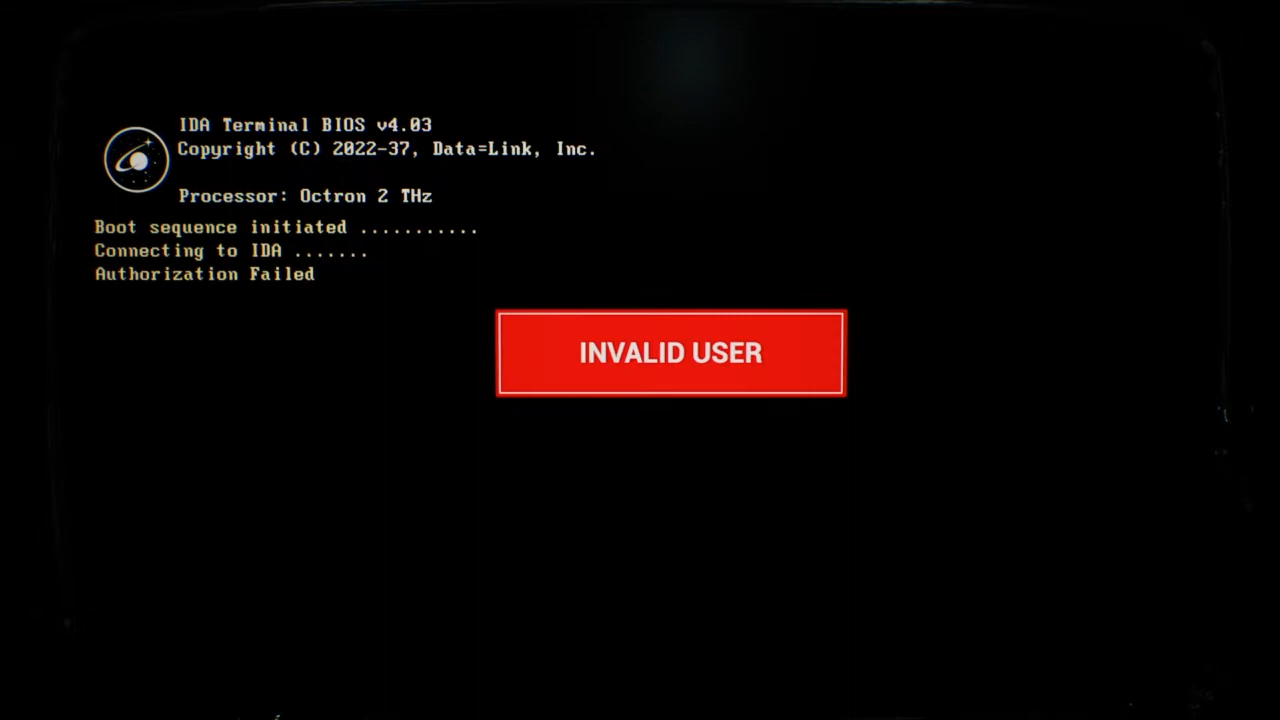 IDA Terminal BIOS v4.03
Copyright (C) 2022-37, Data=Link, Inc.
Processor: Octron 2 THz
Boot sequence initiated ...........
Connecting to IDA .......
Authorization Failed
INVALID USER